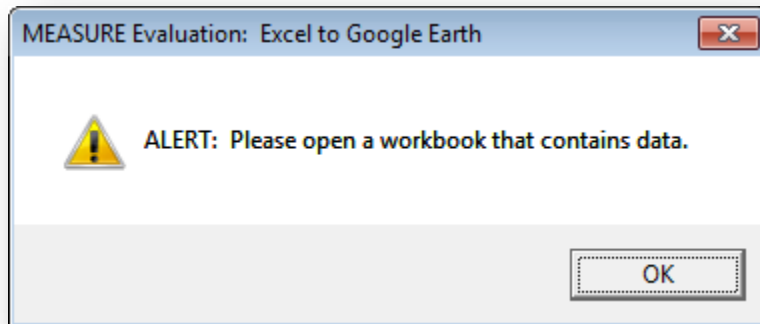 MEASURE Evaluation:  Excel to Google Earth
ALERT:  Please open a workbook that contains data.
OK